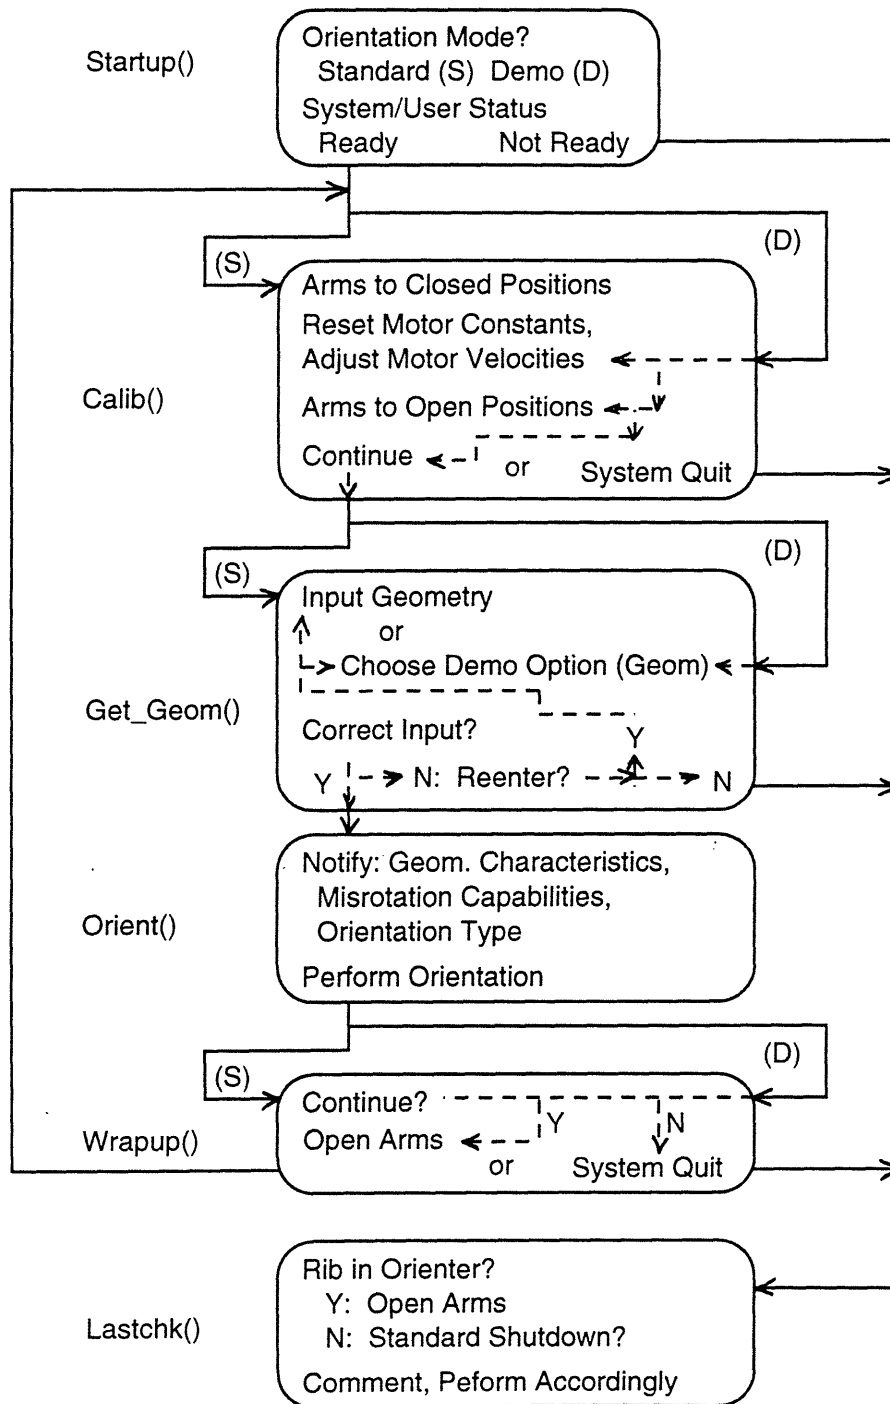 Startup()
Orientation Mode?
Standard (S) Demo (D)
System/User Status
Ready Not Ready
(S)
(D)
Calib()
Arms to Closed Positions
Reset Motor Constants,
Adjust Motor Velocities
Arms to Open Positions
Continue or System Quit
(S)
(D)
Get_Geom()
Input Geometry
or
Choose Demo Option (Geom)
Correct Input?
Y
Y N: Reenter? N
Orient()
Notify: Geom. Characteristics,
Misrotation Capabilities,
Orientation Type
Perform Orientation
(S)
(D)
Wrapup()
Continue?
Y N
Open Arms
or System Quit
Lastchk()
Rib in Orienter?
Y: Open Arms
N: Standard Shutdown?
Comment, Peform Accordingly